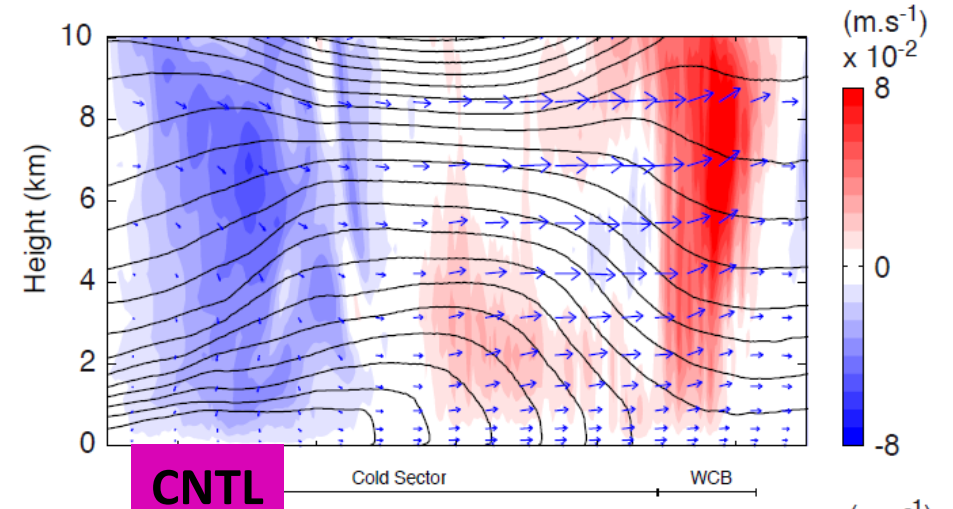 (m.s⁻¹)
x 10⁻²
10
8
6
4
2
0
Height (km)
8
0
-8
CNTL
Cold Sector
WCB